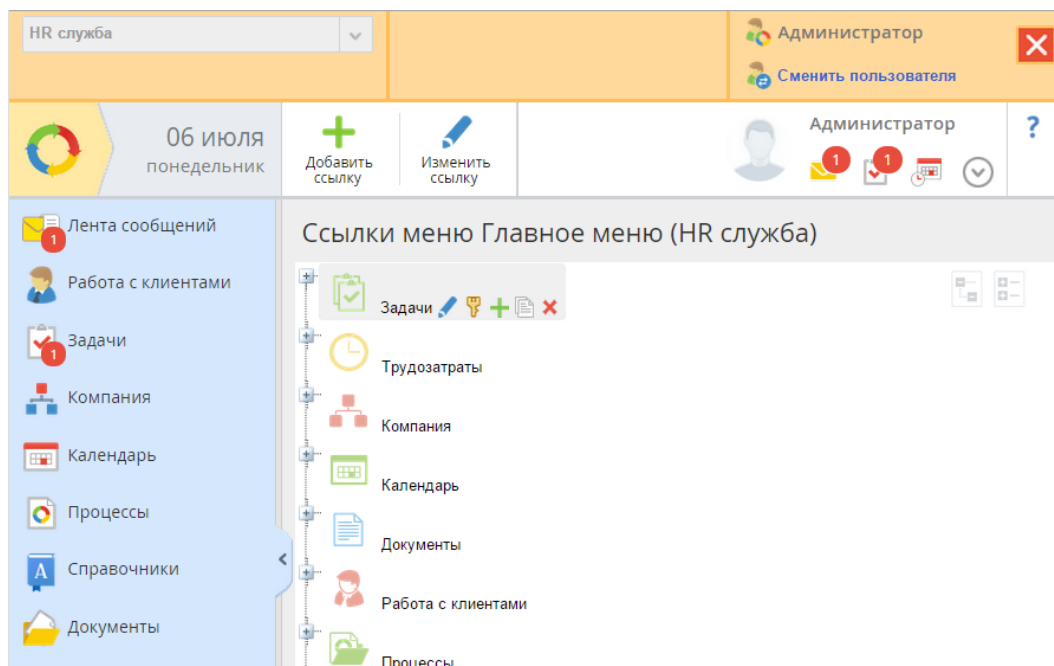 HR служба
Администратор
Сменить пользователя
06 июля
понедельник
Добавить
ссылку
Изменить
ссылку
Администратор
1
1
?
Лента сообщений
1
Работа с клиентами
Задачи
1
Компания
Календарь
Процессы
Справочники
Документы
Ссылки меню Главное меню (HR служба)
Задачи
Трудозатраты
Компания
Календарь
Документы
Работа с клиентами
Процессы